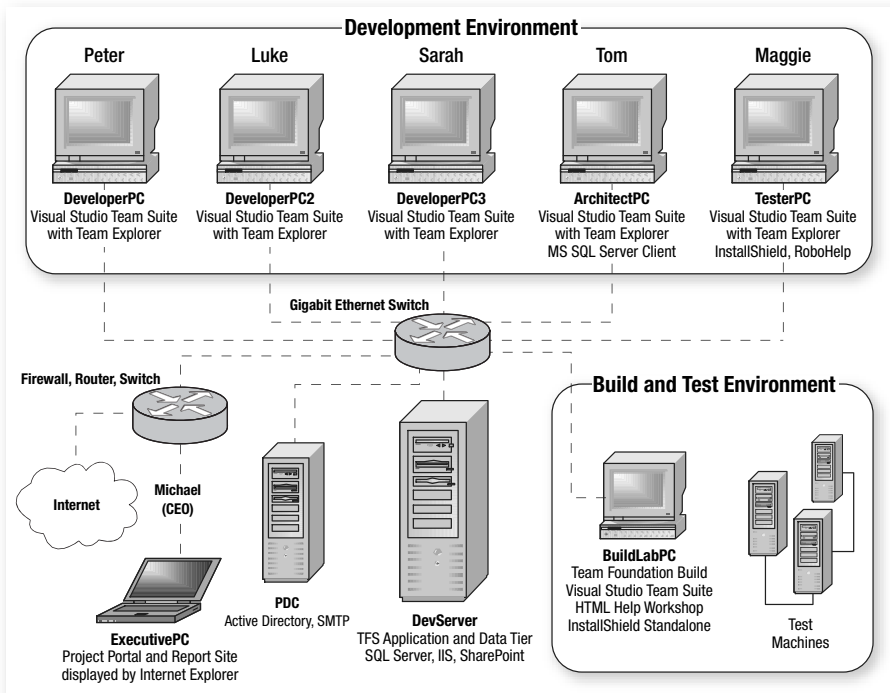 Development Environment
Peter
Luke
Sarah
Tom
Maggie
DeveloperPC
Visual Studio Team Suite
with Team Explorer
DeveloperPC2
Visual Studio Team Suite
with Team Explorer
DeveloperPC3
Visual Studio Team Suite
with Team Explorer
ArchitectPC
Visual Studio Team Suite
with Team Explorer
MS SQL Server Client
TesterPC
Visual Studio Team Suite
with Team Explorer
InstallShield, RoboHelp
Gigabit Ethernet Switch
Firewall, Router, Switch
Internet
Michael
(CEO)
ExecutivePC
Project Portal and Report Site
displayed by Internet Explorer
PDC
Active Directory, SMTP
DevServer
TFS Application and Data Tier
SQL Server, IIS, SharePoint
Build and Test Environment
BuildLabPC
Team Foundation Build
Visual Studio Team Suite
HTML Help Workshop
InstallShield Standalone
Test
Machines